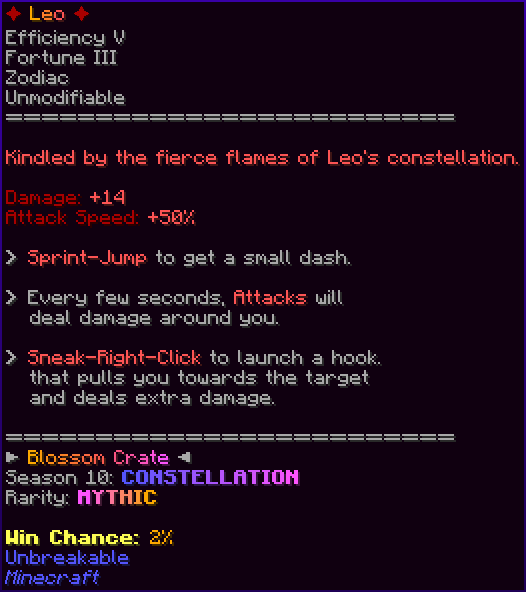 ✦ Leo ✦
Efficiency V
Fortune III
Zodiac
Unmodifiable
=========================
Kindled by the fierce flames of Leo's constellation.
Damage: +14
Attack Speed: +50%
> Sprint-Jump to get a small dash.
> Every few seconds, Attacks will
deal damage around you.
> Sneak-Right-Click to launch a hook.
that pulls you towards the target
and deals extra damage.
=========================
► Blossom Crate ◄
Season 10: CONSTELLATION
Rarity: MYTHIC
Win Chance: 2%
Unbreakable
Minecraft